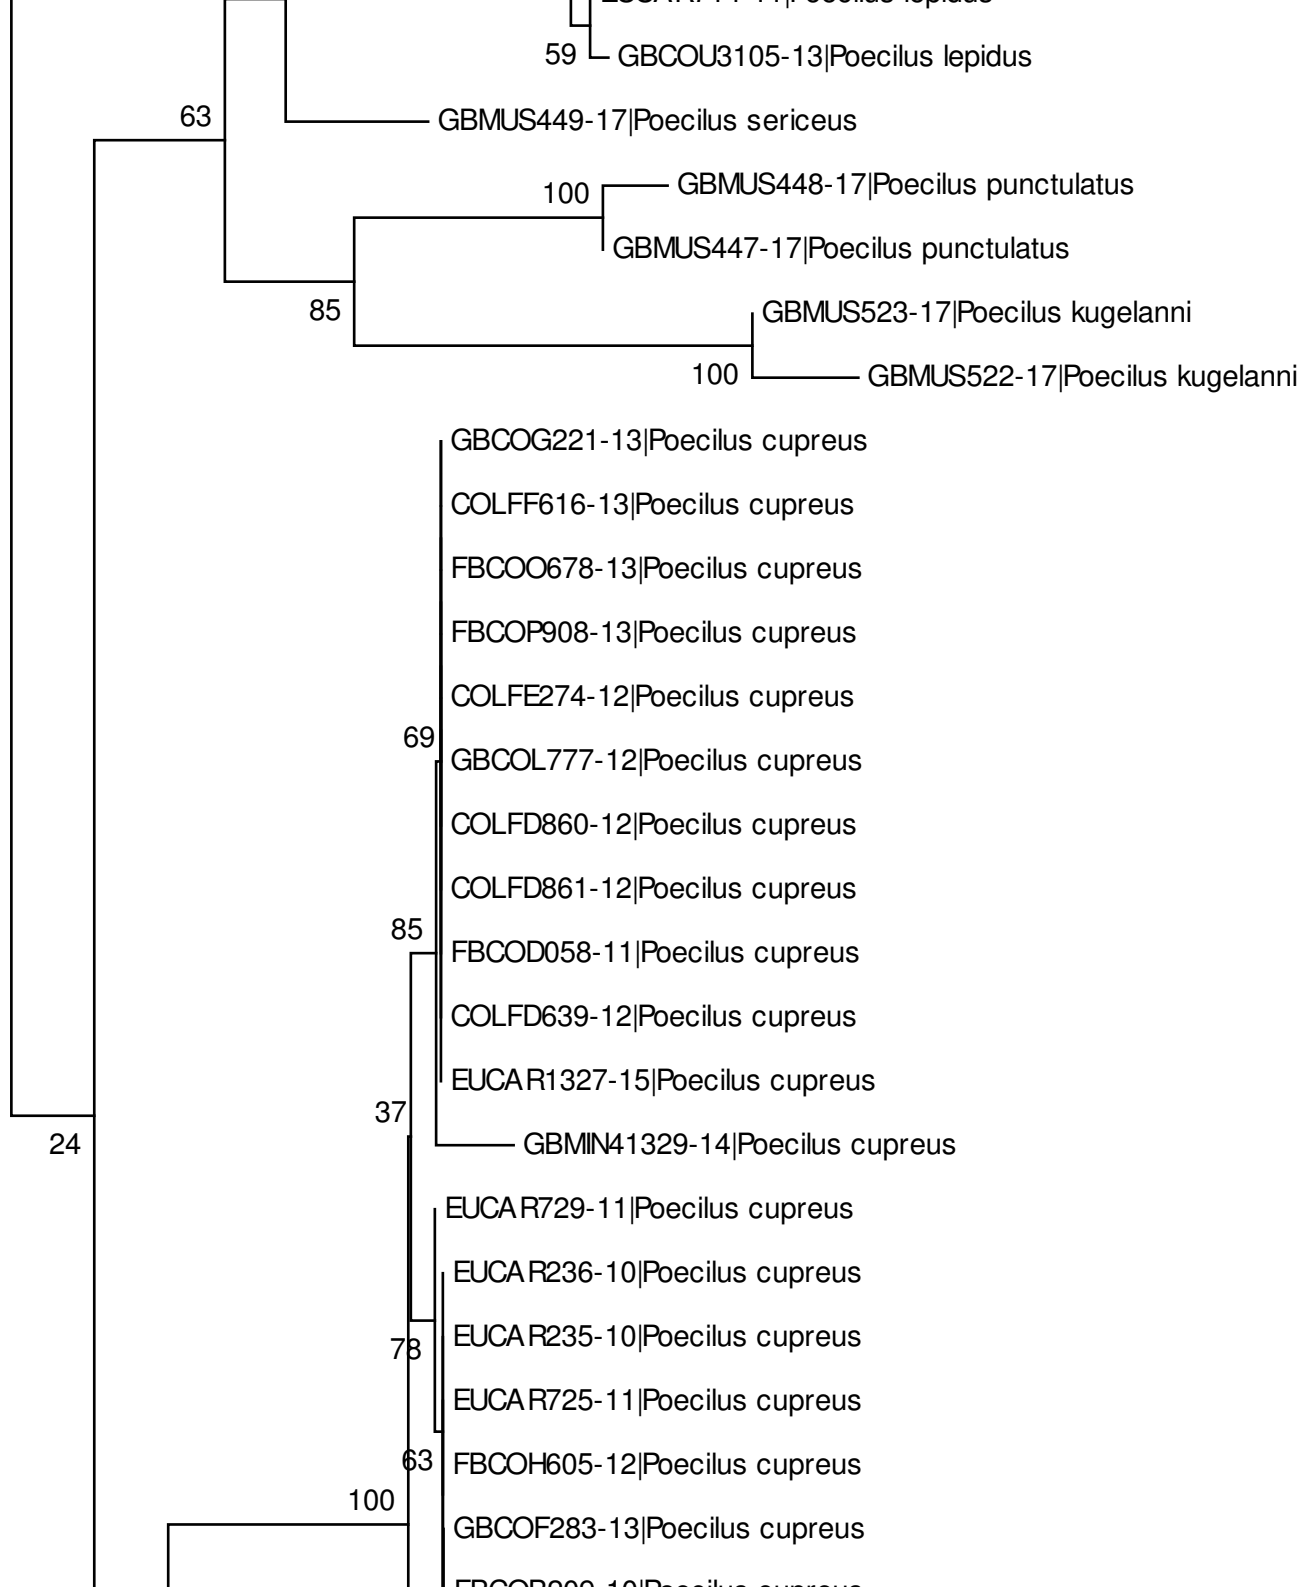 59
GBCOU3105-13|Poecilus lepidus
63
GBMUS449-17|Poecilus sericeus
100
GBMUS448-17|Poecilus punctulatus
GBMUS447-17|Poecilus punctulatus
85
GBMUS523-17|Poecilus kugelanni
100
GBMUS522-17|Poecilus kugelanni
GBCOG221-13|Poecilus cupreus
COLFF616-13|Poecilus cupreus
FBCOO678-13|Poecilus cupreus
FBCOP908-13|Poecilus cupreus
COLFE274-12|Poecilus cupreus
69
GBCOL777-12|Poecilus cupreus
COLFD860-12|Poecilus cupreus
COLFD861-12|Poecilus cupreus
85
FBCOD058-11|Poecilus cupreus
COLFD639-12|Poecilus cupreus
EUCAR1327-15|Poecilus cupreus
37
24
GBMIN41329-14|Poecilus cupreus
EUCAR729-11|Poecilus cupreus
EUCAR236-10|Poecilus cupreus
EUCAR235-10|Poecilus cupreus
78
EUCAR725-11|Poecilus cupreus
63
FBCOH605-12|Poecilus cupreus
100
GBCOF283-13|Poecilus cupreus